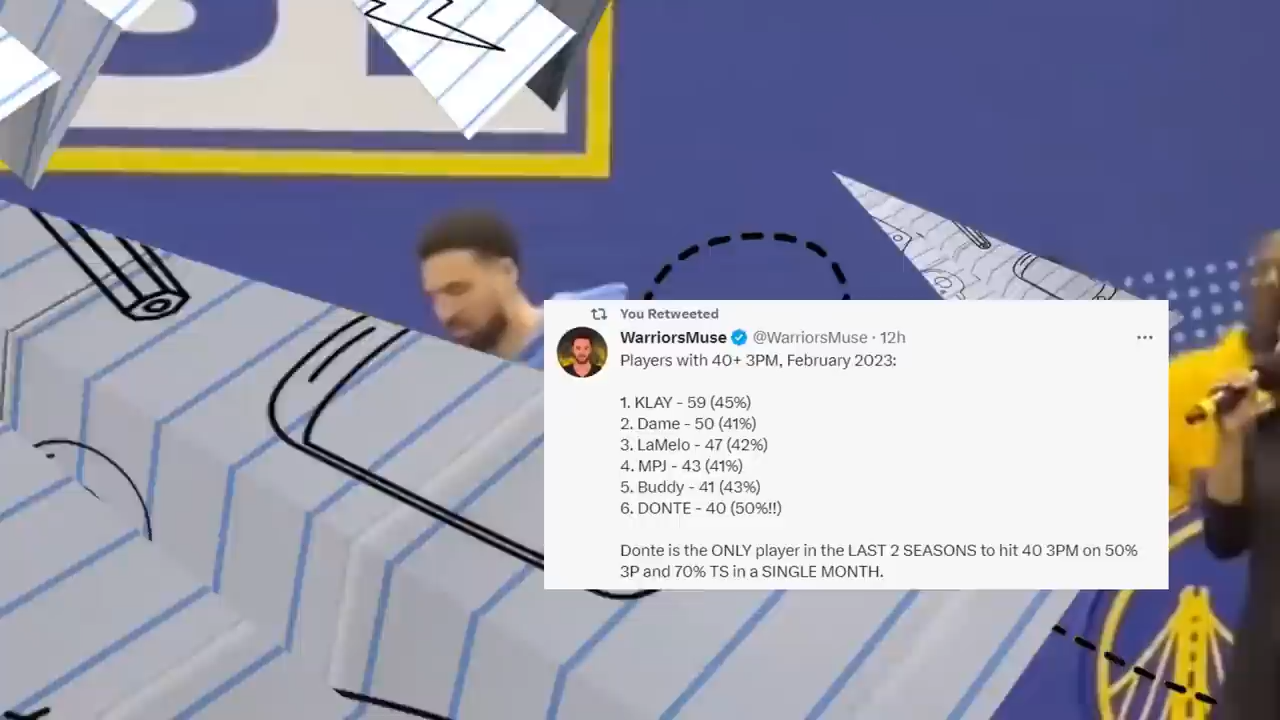 You Retweeted
WarriorsMuse @WarriorsMuse · 12h
Players with 40+ 3PM, February 2023:
1. KLAY - 59 (45%)
2. Dame - 50 (41%)
3. LaMelo - 47 (42%)
4. MPJ - 43 (41%)
5. Buddy - 41 (43%)
6. DONTE - 40 (50%!!)
Donte is the ONLY player in the LAST 2 SEASONS to hit 40 3PM on 50%
3P and 70% TS in a SINGLE MONTH.